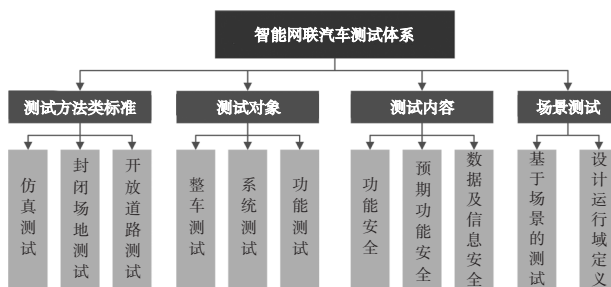 智能网联汽车测试体系
测试方法类标准
测试对象
测试内容
场景测试
仿真测试
封闭场地测试
开放道路测试
整车测试
系统测试
功能测试
功能安全
预期功能安全
数据及信息安全
基于场景的测试
设计运行域定义